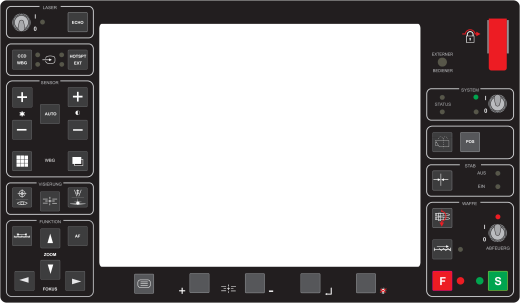 LASER
I
0
ECHO
CCD
WBG
HOTSPT
EXT
SENSOR
+
+
AUTO
−
−
WBG
VISIERUNG
FUNKTION
AF
ZOOM
FOKUS
+
-
EXTERNER
BEDIENER
SYSTEM
STATUS
I
0
POS
STAB
AUS
EIN
WAFFE
I
0
ABFEUERG
F
S